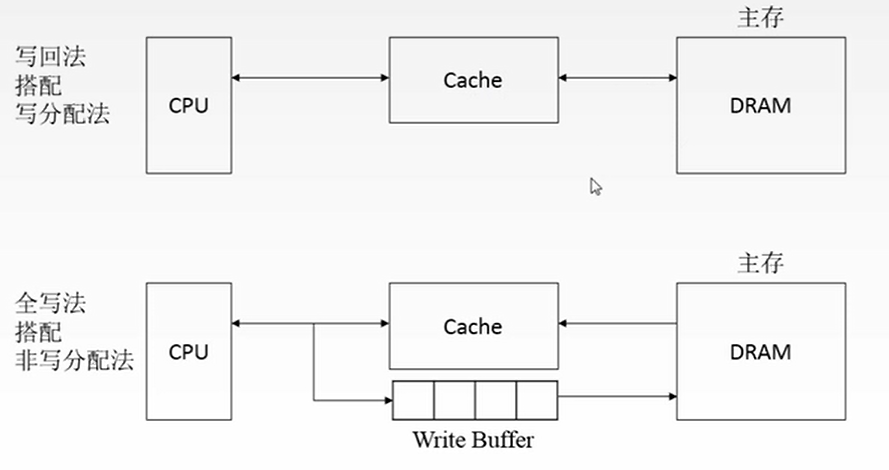 主存
写回法
搭配
写分配法
CPU
Cache
DRAM
主存
全写法
搭配
非写分配法
CPU
Cache
DRAM
Write Buffer